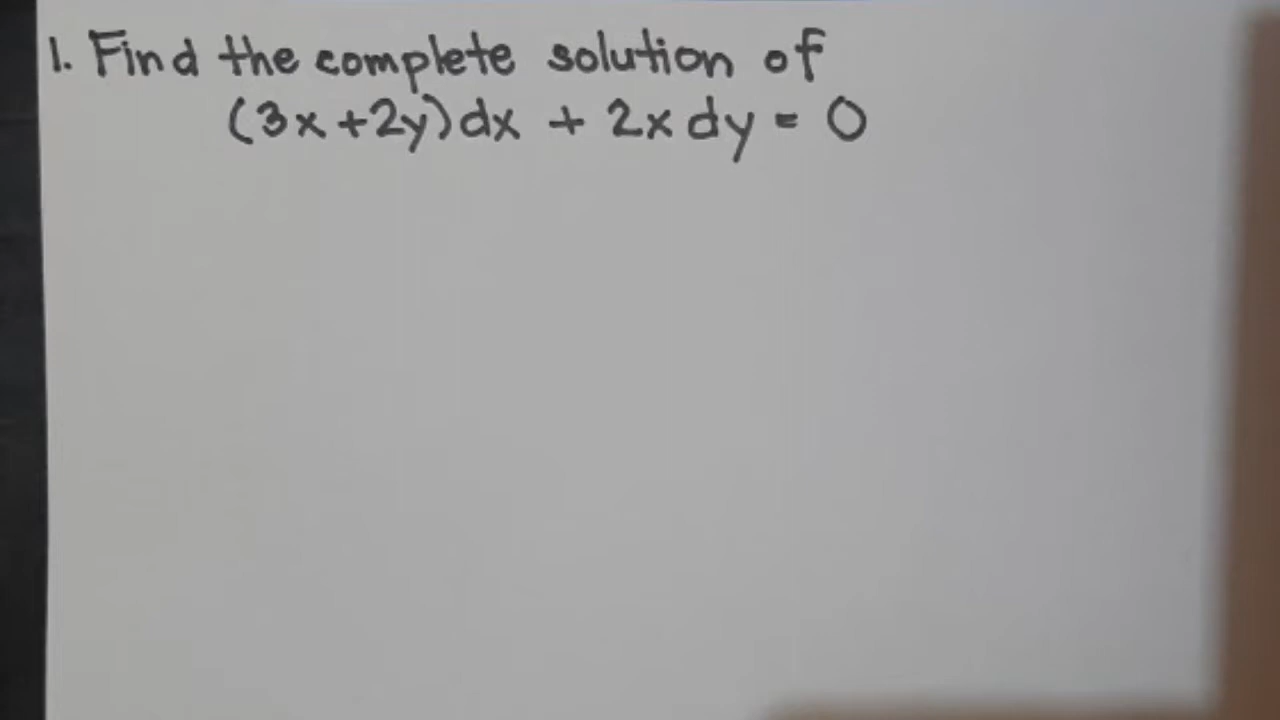 1. Find the complete solution of
(3x+2y)dx + 2x dy = 0